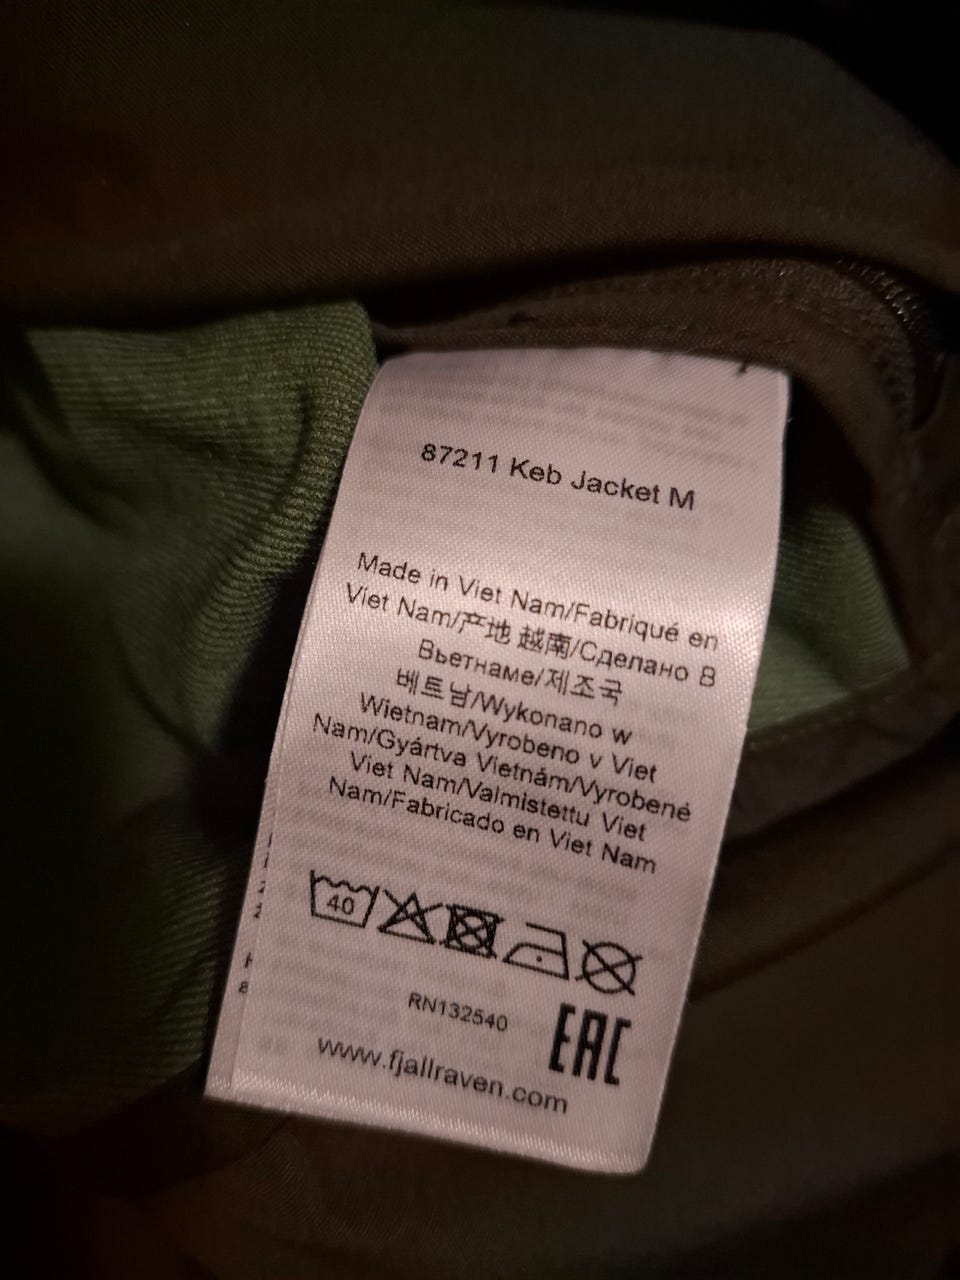 87211 Keb Jacket M
Made in Viet Nam/Fabriqué en
Viet Nam/产地 越南/Сделано В
Вьетнаме/제조국
베트남/Wykonano w
Wietnam/Vyrobeno v Viet
Nam/Gyártva Vietnám/Vyrobené
Viet Nam/Valmistettu Viet
Nam/Fabricado en Viet Nam
40
RN132540
EAC
www.fjallraven.com